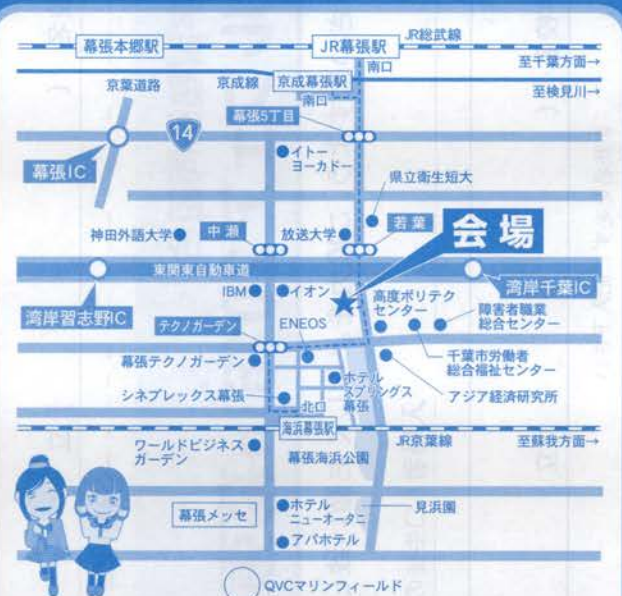 幕張本郷駅
JR幕張駅
JR総武線
南口
至千葉方面→
京葉道路
京成線
京成幕張駅
南口
至検見川→
14
幕張5丁目
幕張IC
イトー
ヨーカドー
県立衛生短大
神田外語大学
中瀬
放送大学
若葉
会場
東関東自動車道
湾岸習志野IC
湾岸千葉IC
IBM
イオン
高度ポリテク
センター
障害者職業
総合センター
テクノガーデン
ENEOS
千葉市労働者
総合福祉センター
幕張テクノガーデン
ホテル
スプリングス
幕張
アジア経済研究所
シネプレックス幕張
北口
海浜幕張駅
JR京葉線
至蘇我方面→
ワールドビジネス
ガーデン
幕張海浜公園
幕張メッセ
ホテル
ニューオータニ
見浜園
アパホテル
QVCマリンフィールド